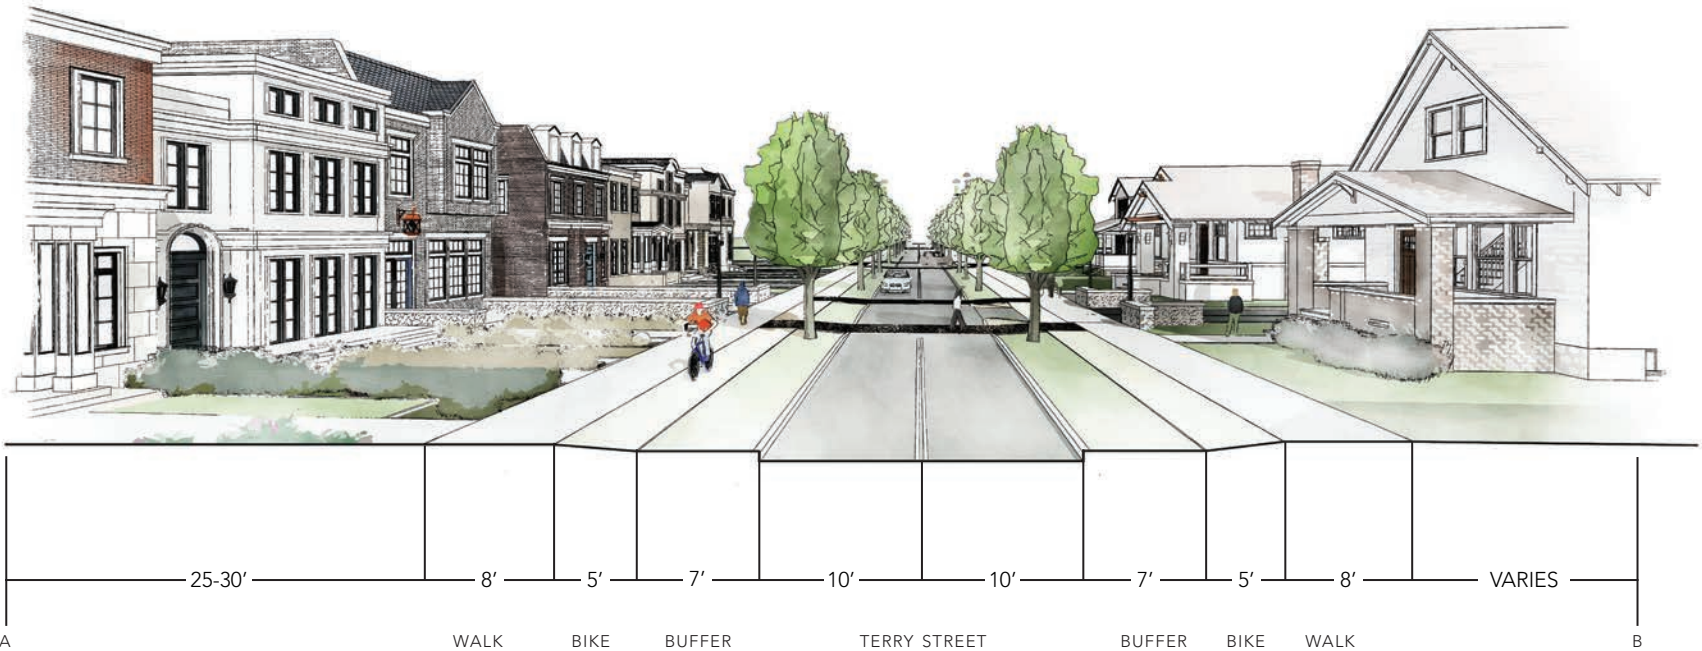 25-30’ 8’ 5’ 7’ 10’ 10’ 7’ 5’ 8’ VARIES
A WALK BIKE BUFFER TERRY STREET BUFFER BIKE WALK B